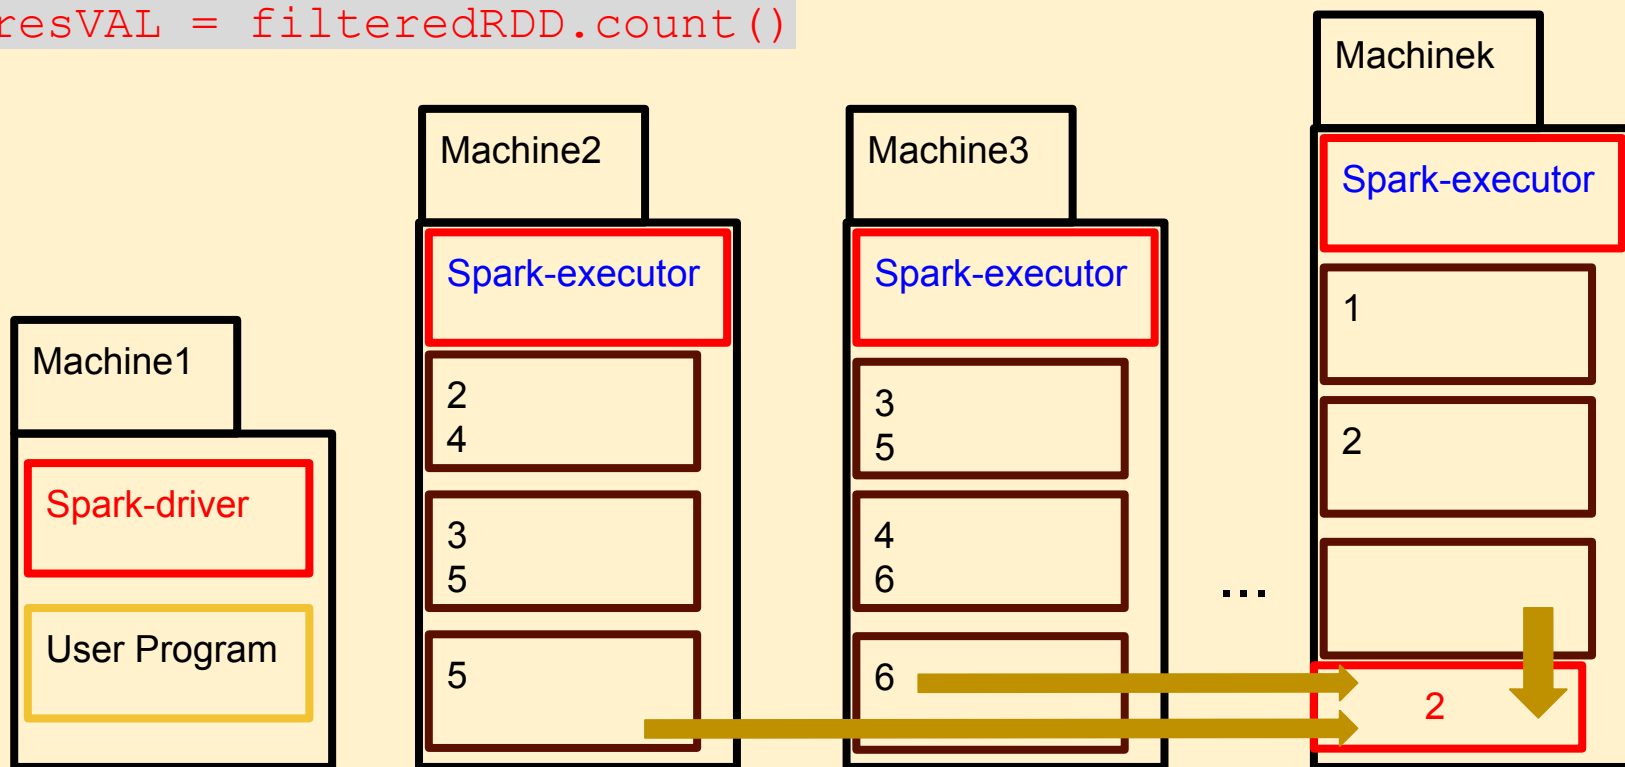 resVAL = filteredRDD.count()
Machine1
Spark-driver
User Program
Machine2
Spark-executor
2
4
3
5
5
Machine3
Spark-executor
3
5
4
6
6
...
Machinek
Spark-executor
1
2
2